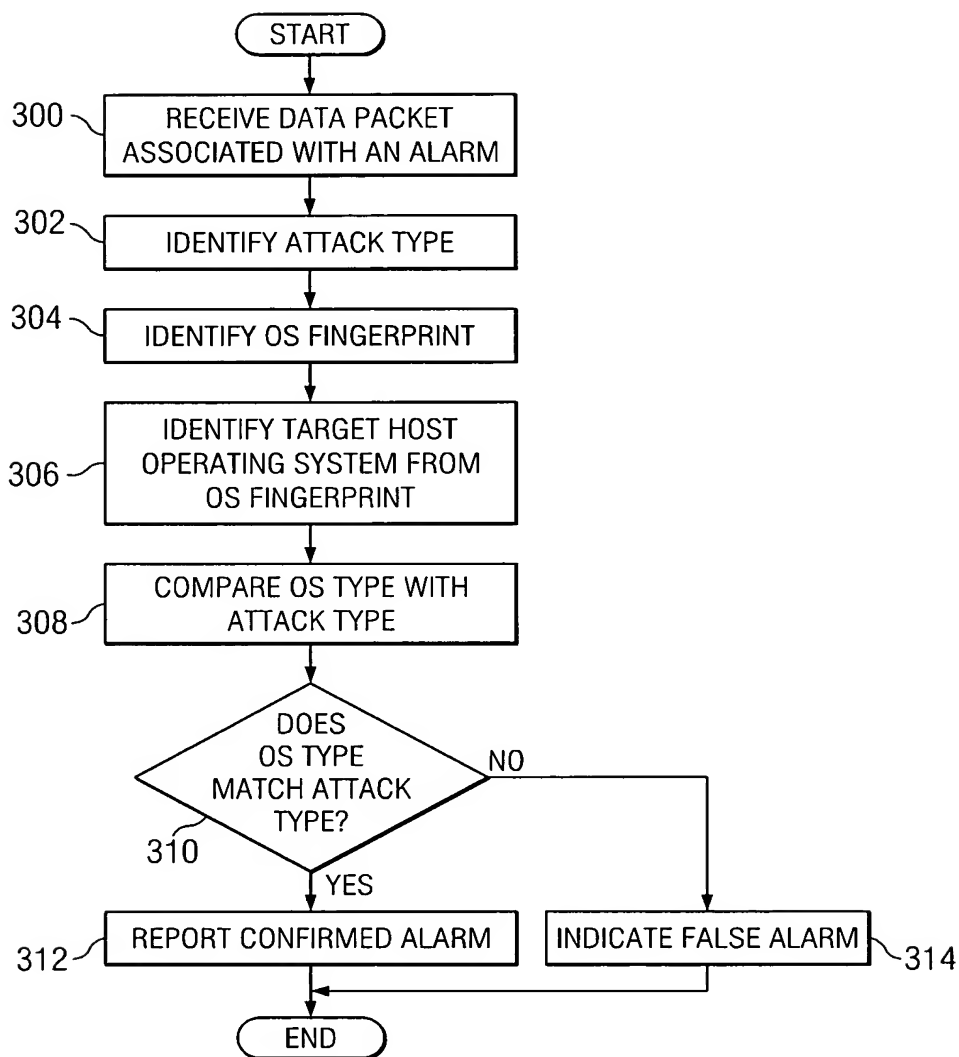 START
300
RECEIVE DATA PACKET
ASSOCIATED WITH AN ALARM
302
IDENTIFY ATTACK TYPE
304
IDENTIFY OS FINGERPRINT
306
IDENTIFY TARGET HOST
OPERATING SYSTEM FROM
OS FINGERPRINT
308
COMPARE OS TYPE WITH
ATTACK TYPE
310
DOES
OS TYPE
MATCH ATTACK
TYPE?
NO
YES
312
REPORT CONFIRMED ALARM
INDICATE FALSE ALARM
314
END